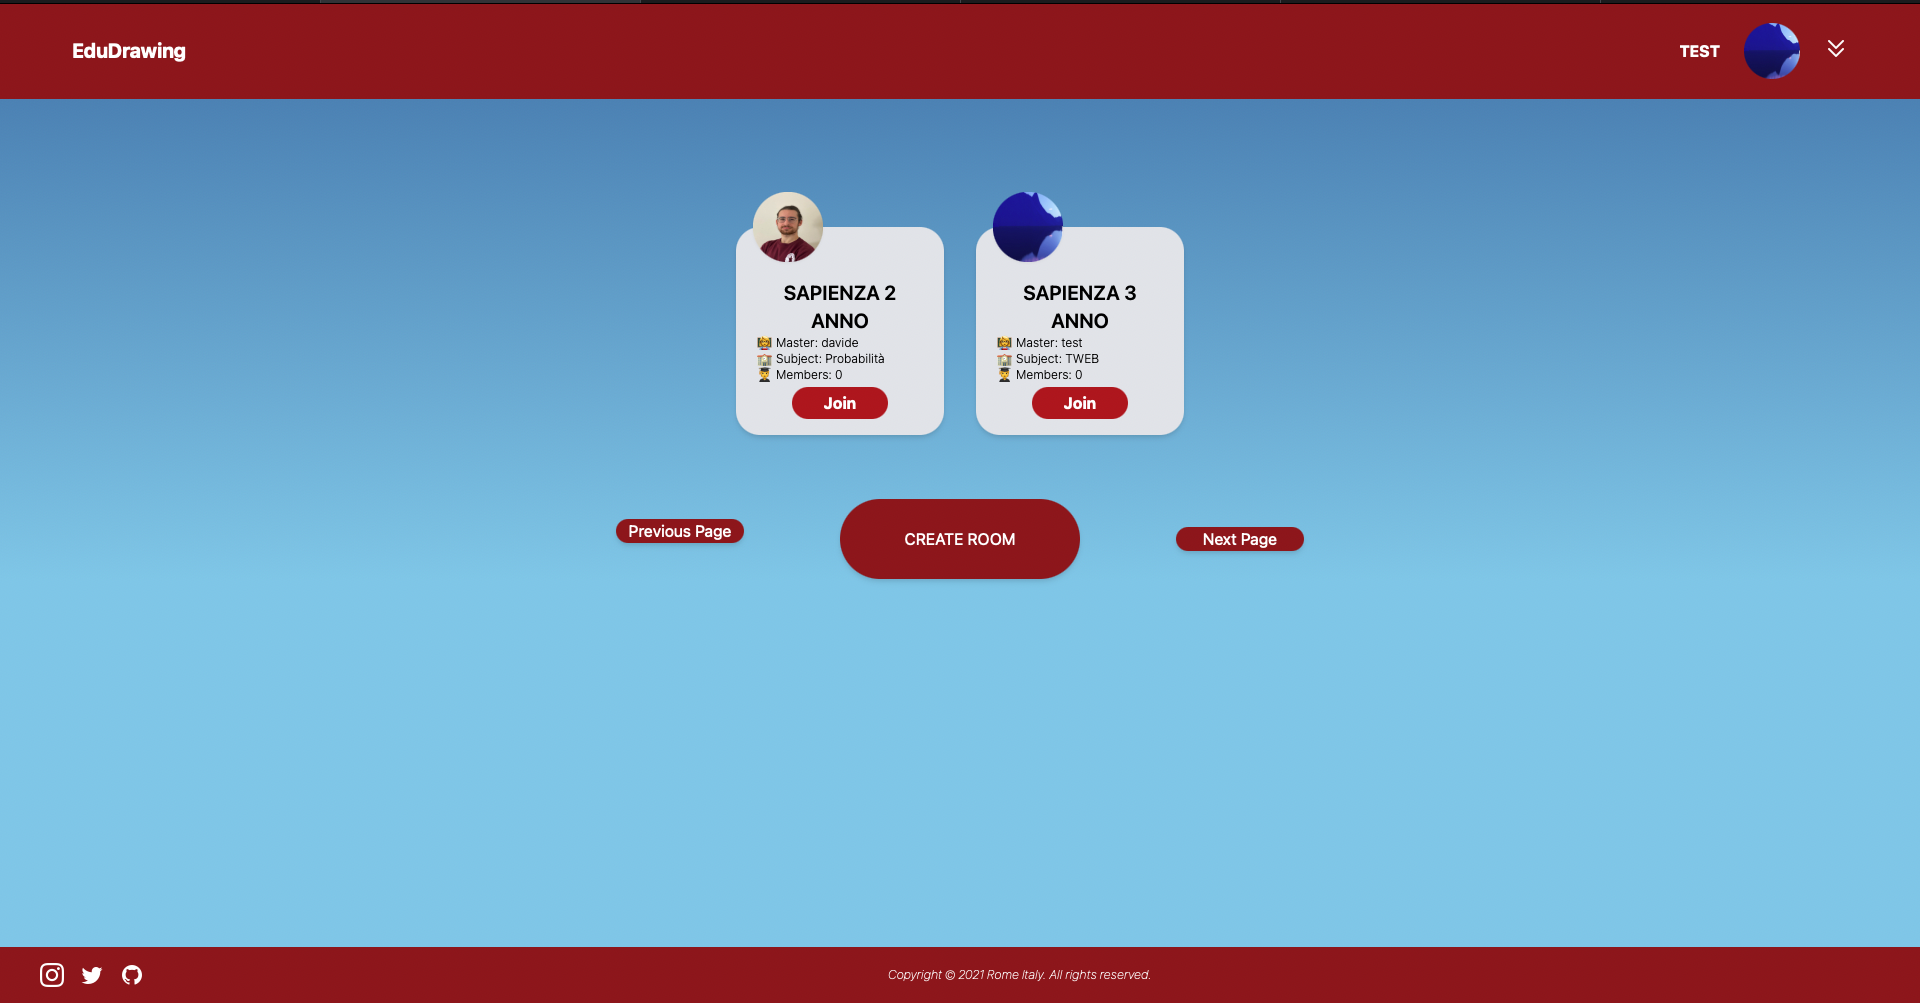 EduDrawing
TEST
SAPIENZA 2
ANNO
Master: davide
Subject: Probabilità
Members: 0
Join
SAPIENZA 3
ANNO
Master: test
Subject: TWEB
Members: 0
Join
Previous Page
CREATE ROOM
Next Page
Copyright © 2021 Rome Italy. All rights reserved.